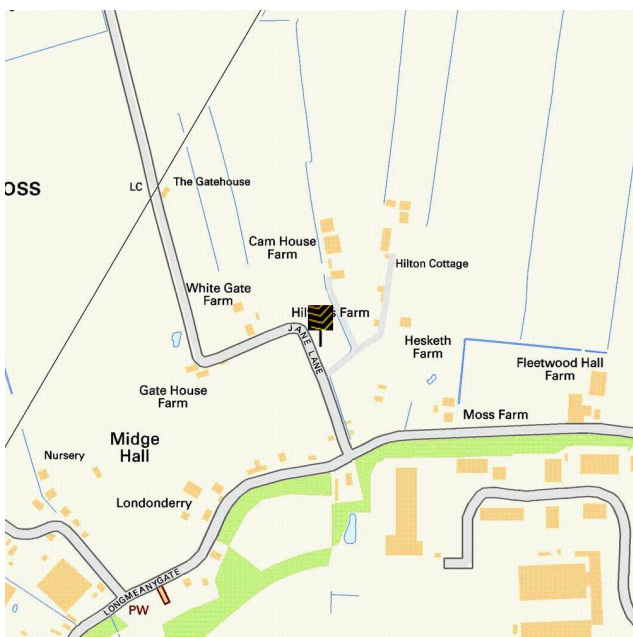 OSS
LC
The Gatehouse
Cam House
Farm
Hilton Cottage
White Gate
Farm
Farm
JANE LANE
Hesketh
Farm
Fleetwood Hall
Farm
Gate House
Farm
Moss Farm
Midge
Hall
Nursery
Londonderry
LONGMEANYGATE
PW